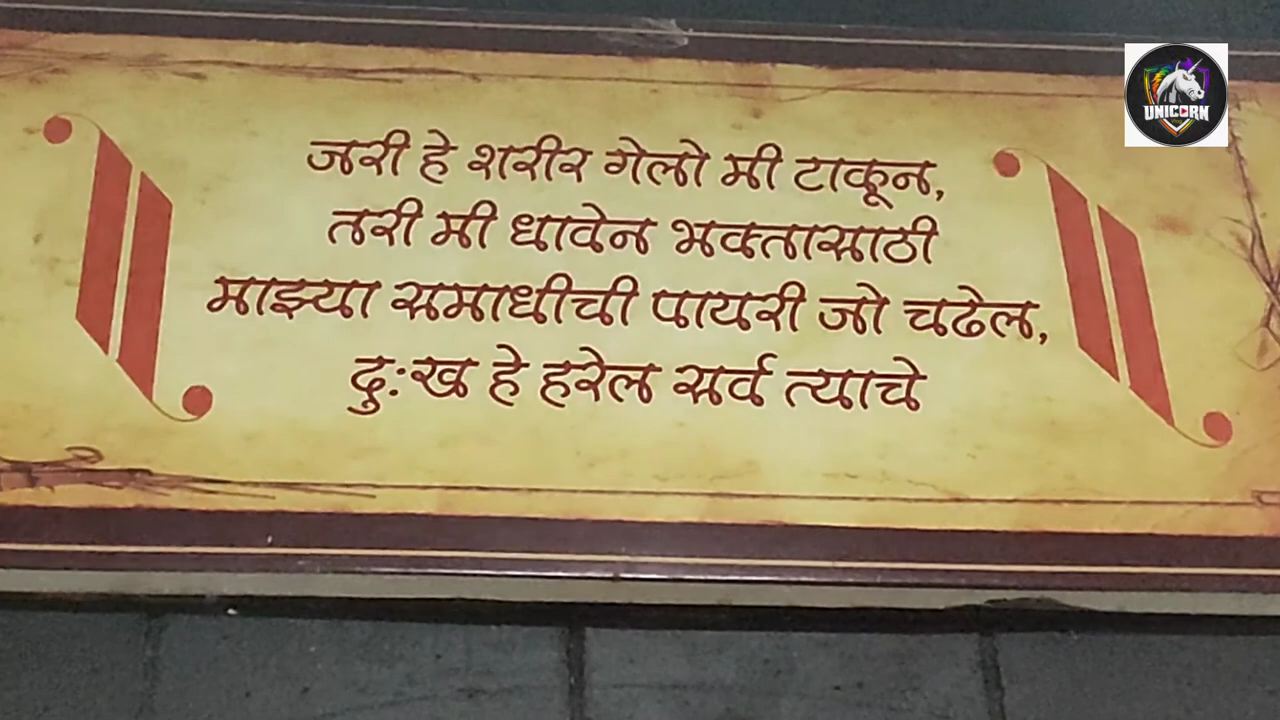 जरी हे शरीर गेलो मी टाकून,
तरी मी धावेन भक्तासाठी
माझ्या समाधीची पायरी जो चढेल,
दुःख हे हरेल सर्व त्याचे
UNICORN